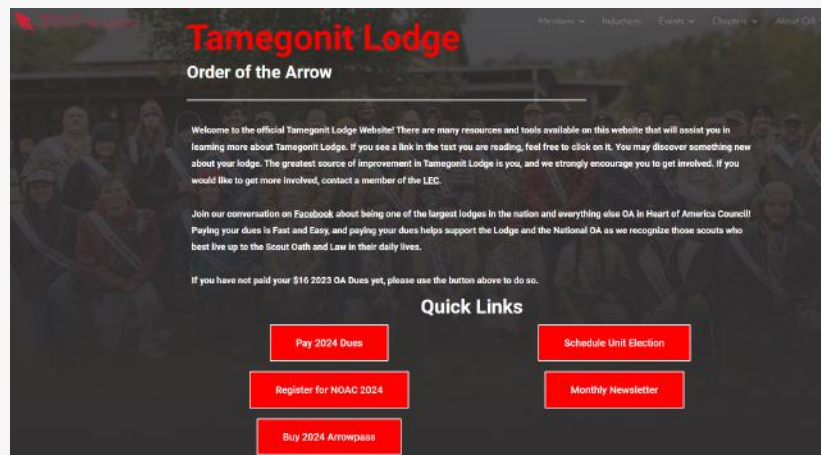 Members Inductions Events Chapters About OA
Tamegonit Lodge
Order of the Arrow
Welcome to the official Tamegonit Lodge Website! There are many resources and tools available on this website that will assist you in
learning more about Tamegonit Lodge. If you see a link in the text you are reading, feel free to click on it. You may discover something new
about your lodge. The greatest source of improvement in Tamegonit Lodge is you, and we strongly encourage you to get involved. If you
would like to get more involved, contact a member of the LEC.
Join our conversation on Facebook about being one of the largest lodges in the nation and everything else OA in Heart of America Council!
Paying your dues is Fast and Easy, and paying your dues helps support the Lodge and the National OA as we recognize those scouts who
best live up to the Scout Oath and Law in their daily lives.
If you have not paid your $16 2023 OA Dues yet, please use the button above to do so.
Quick Links
Pay 2024 Dues
Schedule Unit Election
Register for NOAC 2024
Monthly Newsletter
Buy 2024 Arrowpass